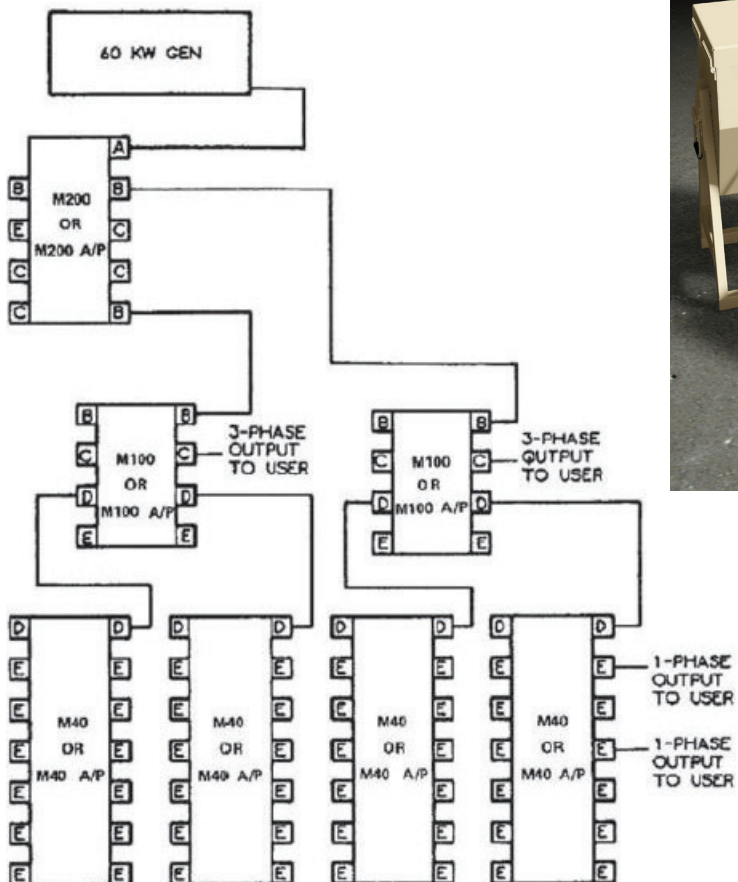 60 KW GEN
A
B B
M200
OR
M200 A/P
E C
C C
C B
B B
C C
M100
OR
M100 A/P
3-PHASE
OUTPUT
TO USER
D D
E E
B B
C C
M100
OR
M100 A/P
3-PHASE
OUTPUT
TO USER
D D
E E
D D
E E
E E
M40
OR
M40 A/P
E E
E E
E E
E E
D D
E E
E E
M40
OR
M40 A/P
E E
E E
E E
E E
D D
E E
E E
M40
OR
M40 A/P
E E
E E
E E
E E
D D
E E
E E
M40
OR
M40 A/P
E E
E E
E E
E E
1-PHASE
OUTPUT
TO USER
1-PHASE
OUTPUT
TO USER